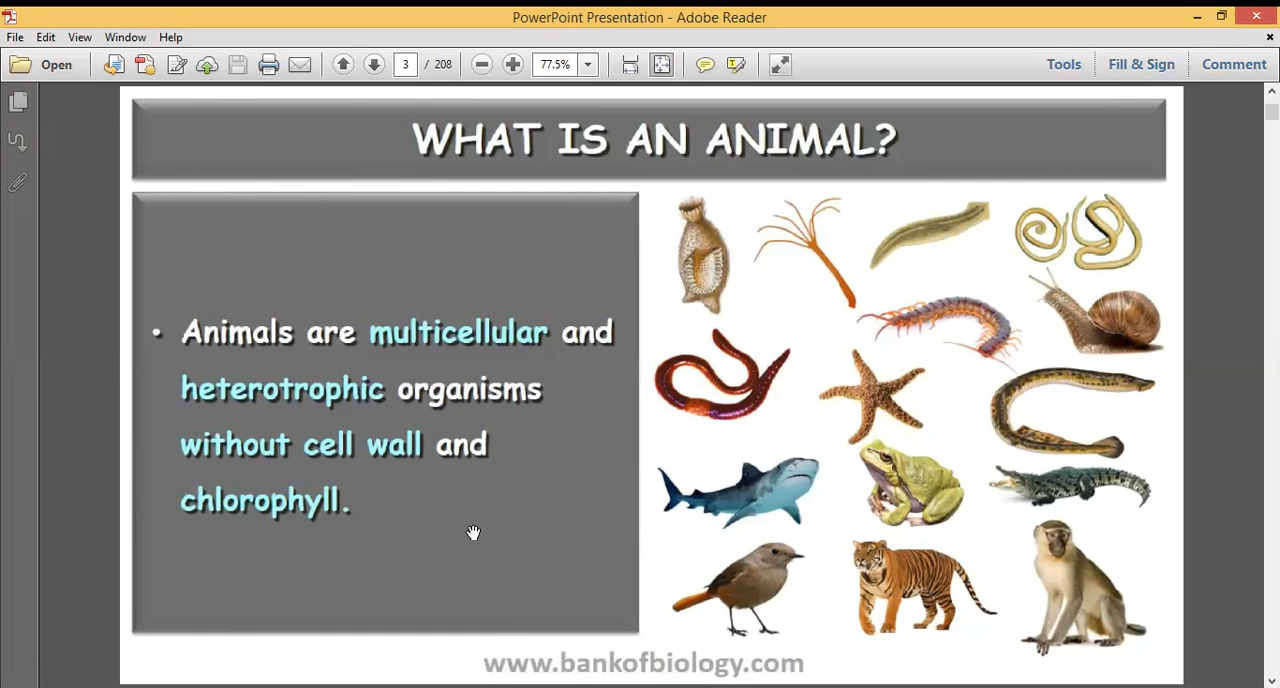 PowerPoint Presentation - Adobe Reader
File Edit View Window Help
Open 3 / 208 77.5% Tools Fill & Sign Comment
WHAT IS AN ANIMAL?
• Animals are multicellular and
heterotrophic organisms
without cell wall and
chlorophyll.
www.bankofbiology.com